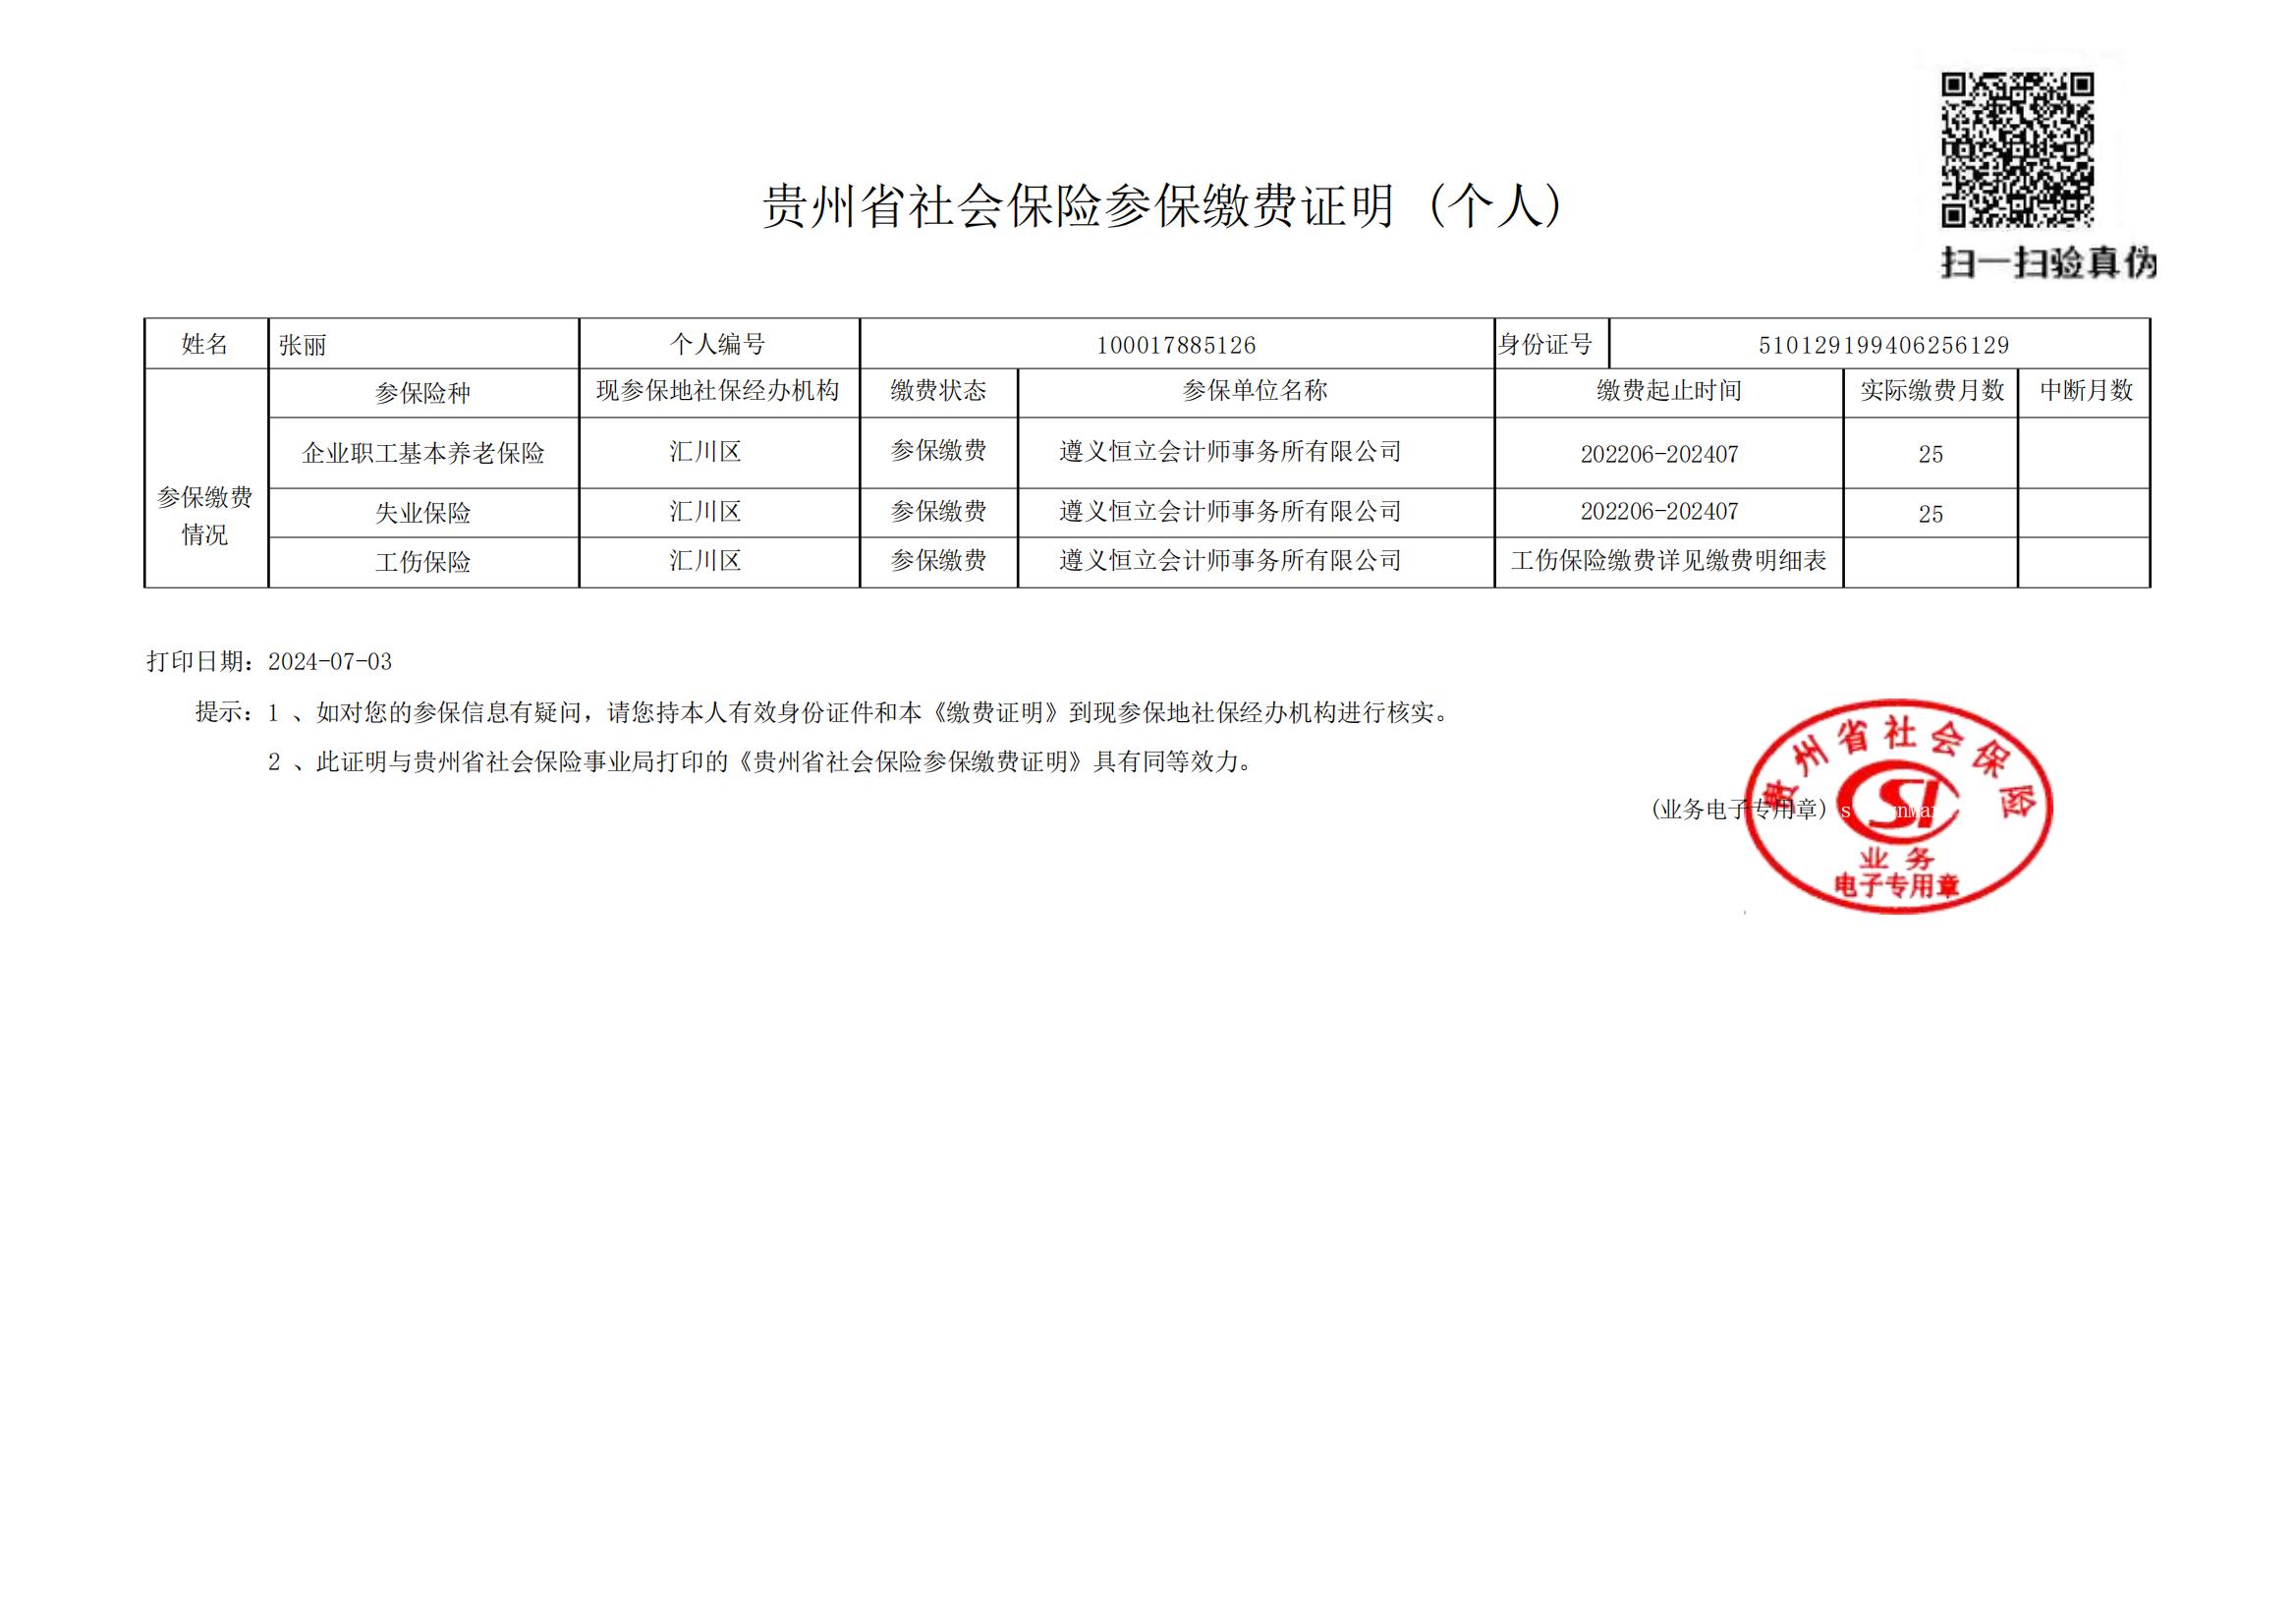 扫一扫验真伪
贵州省社会保险参保缴费证明（个人）
姓名 张丽 个人编号 100017885126 身份证号 510129199406256129
参保缴费情况
参保险种 现参保地社保经办机构 缴费状态 参保单位名称 缴费起止时间 实际缴费月数 中断月数
企业职工基本养老保险 汇川区 参保缴费 遵义恒立会计师事务所有限公司 202206-202407 25
失业保险 汇川区 参保缴费 遵义恒立会计师事务所有限公司 202206-202407 25
工伤保险 汇川区 参保缴费 遵义恒立会计师事务所有限公司 工伤保险缴费详见缴费明细表
打印日期：2024-07-03
提示：1 、如对您的参保信息有疑问，请您持本人有效身份证件和本《缴费证明》到现参保地社保经办机构进行核实。
2 、此证明与贵州省社会保险事业局打印的《贵州省社会保险参保缴费证明》具有同等效力。
(业务电子专用章)
贵州省社会保险
SI
业务
电子专用章